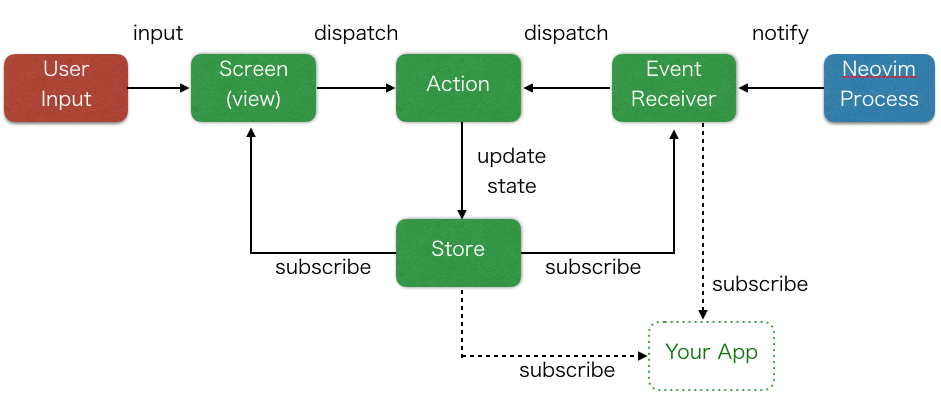 input
dispatch
dispatch
notify
User
Input
Screen
(view)
Action
Event
Receiver
Neovim
Process
update
state
Store
subscribe
subscribe
subscribe
Your App
subscribe